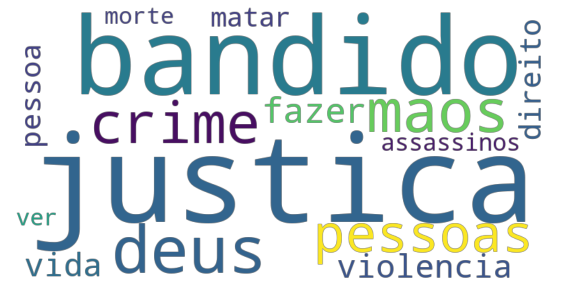 morte matar
bandido
pessoa
direito
crime
fazer
maos
assassinos
justica
ver
pessoas
deus
vida
violencia